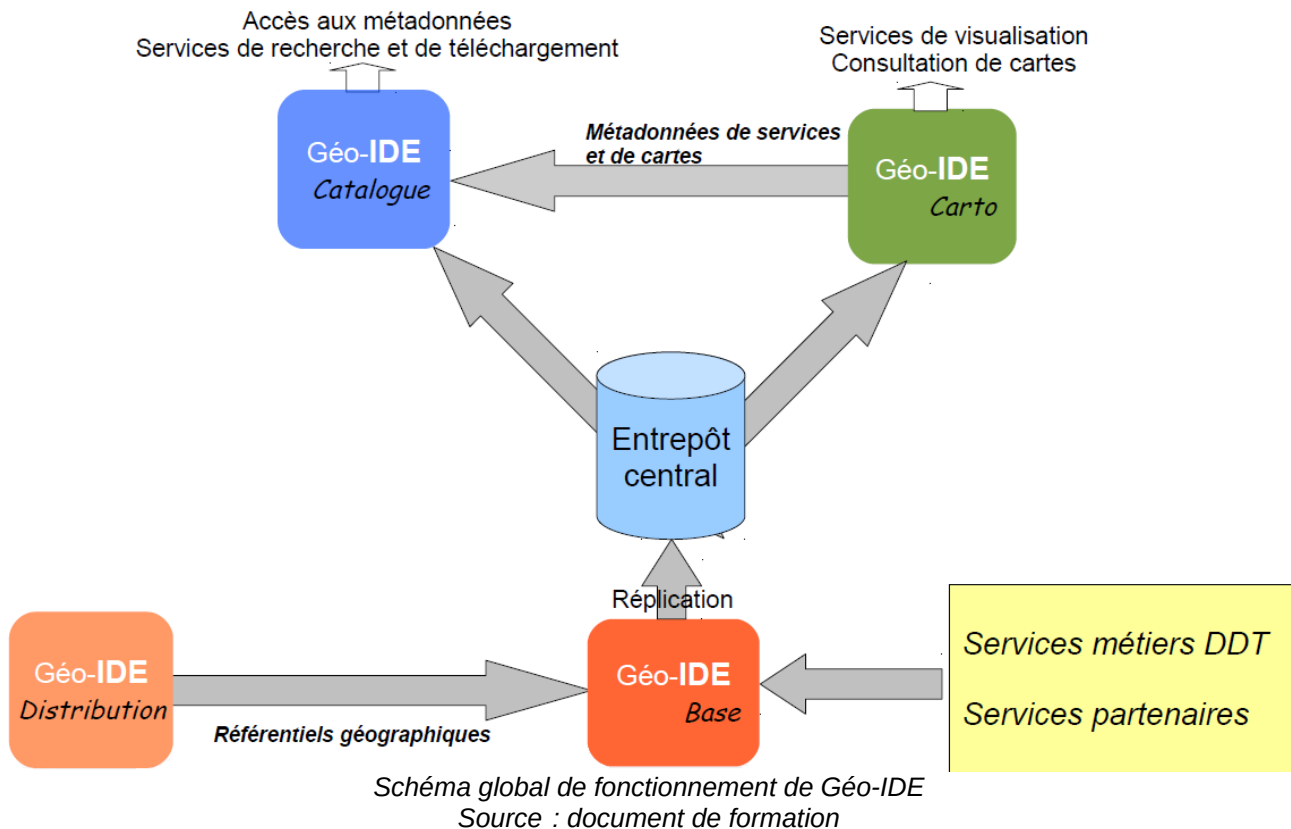 Accès aux métadonnées
Services de recherche et de téléchargement
Services de visualisation
Consultation de cartes
Géo-IDE
Catalogue
Métadonnées de services
et de cartes
Géo-IDE
Carto
Entrepôt
central
Réplication
Géo-IDE
Distribution
Référentiels géographiques
Géo-IDE
Base
Services métiers DDT
Services partenaires
Schéma global de fonctionnement de Géo-IDE
Source : document de formation